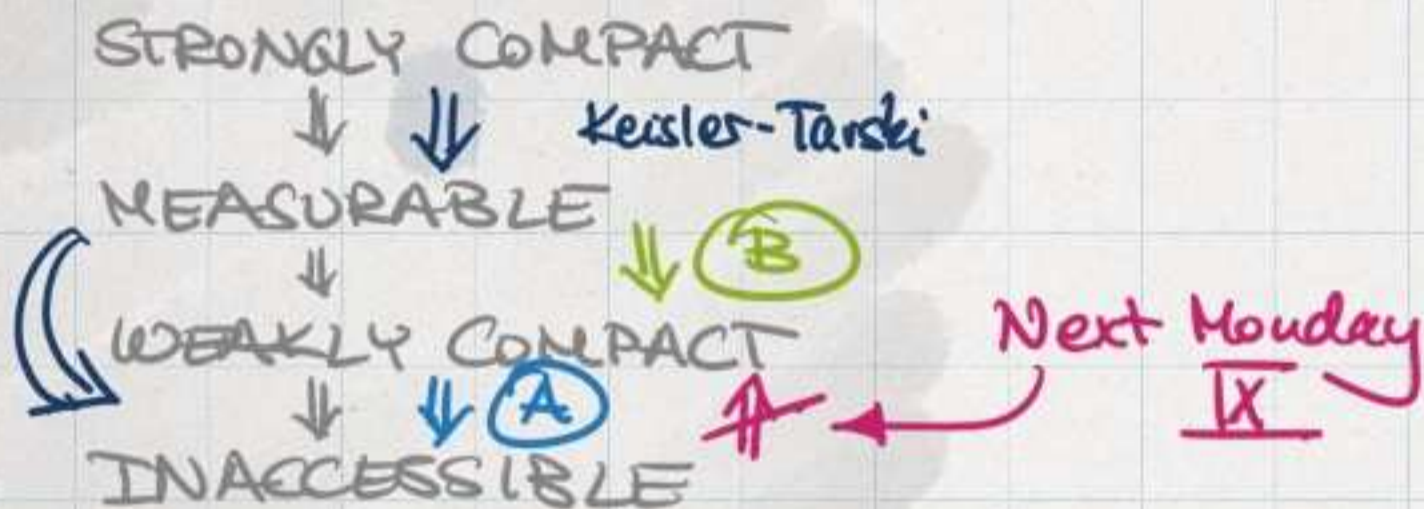 STRONGLY COMPACT
⇓ ⇓ Keisler-Tarski
MEASURABLE
⇓ ⇓ B
WEAKLY COMPACT Next Monday
⇓ ⇓ A ⇑ IX
INACCESSIBLE